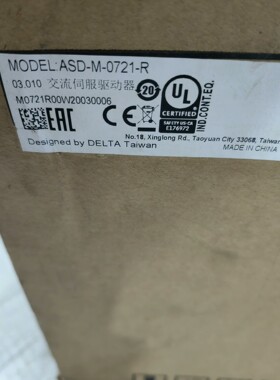 MODEL:ASD-M-0721-R
03.010 交流伺服驱动器
M0721R00W20030006
20
EAC
CE
UL
CERTIFIED
SAFETY US-CA
E176972
IND.CONT.EQ.
No.18, Xinglong Rd., Taoyuan City 33068, Taiwan
Designed by DELTA Taiwan
MADE IN CHINA